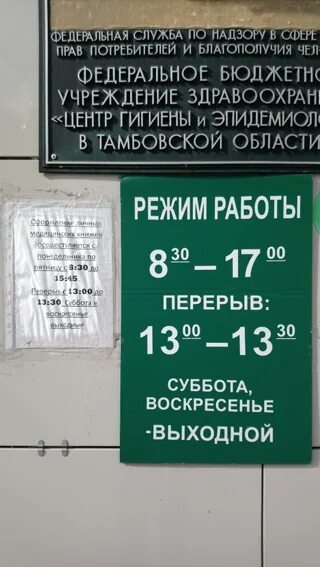 ФЕДЕРАЛЬНАЯ СЛУЖБА ПО НАДЗОРУ В СФЕРЕ
ПРАВ ПОТРЕБИТЕЛЕЙ И БЛАГОПОЛУЧИЯ ЧЕЛ
ФЕДЕРАЛЬНОЕ БЮДЖЕТНО
УЧРЕЖДЕНИЕ ЗДРАВООХРАН
«ЦЕНТР ГИГИЕНЫ и ЭПИДЕМИОЛ
В ТАМБОВСКОЙ ОБЛАСТИ
Оформление личных
медицинских книжек
осуществляется с
понедельника по
пятницу с 8:30 до
15:45
Перерыв с 13:00 до
13:30 Суббота и
воскресенье
выходные
РЕЖИМ РАБОТЫ
8 30 – 17 00
ПЕРЕРЫВ:
13 00 – 13 30
СУББОТА,
ВОСКРЕСЕНЬЕ
-ВЫХОДНОЙ